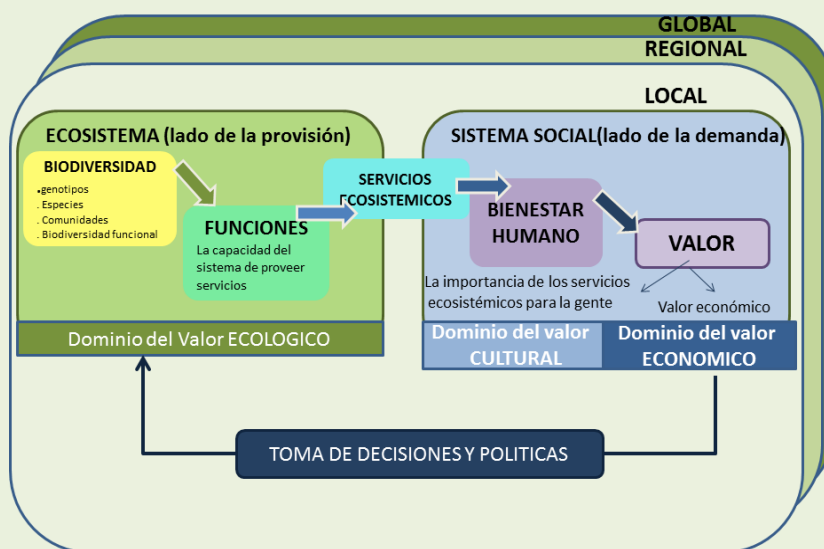 GLOBAL
REGIONAL
LOCAL
ECOSISTEMA (lado de la provisión)
BIODIVERSIDAD
.genotipos
. Especies
. Comunidades
. Biodiversidad funcional
FUNCIONES
La capacidad del
sistema de proveer
servicios
Dominio del Valor ECOLOGICO
SERVICIOS
ECOSISTEMICOS
SISTEMA SOCIAL(lado de la demanda)
BIENESTAR
HUMANO
VALOR
La importancia de los servicios
ecosistémicos para la gente
Valor económico
Dominio del valor
CULTURAL
Dominio del valor
ECONOMICO
TOMA DE DECISIONES Y POLITICAS